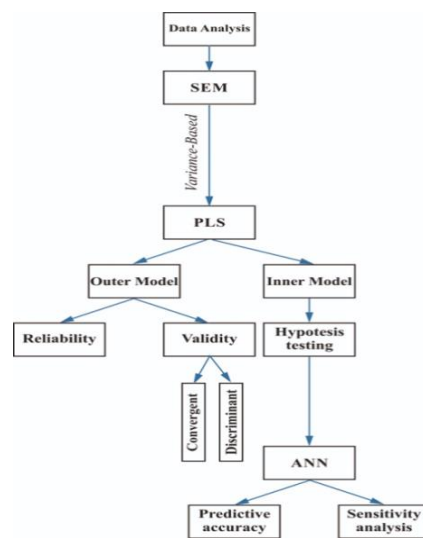 Data Analysis
SEM
Variance-Based
PLS
Outer Model
Inner Model
Reliability
Validity
Hypotesis
testing
Convergent
Discriminant
ANN
Predictive
accuracy
Sensitivity
analysis